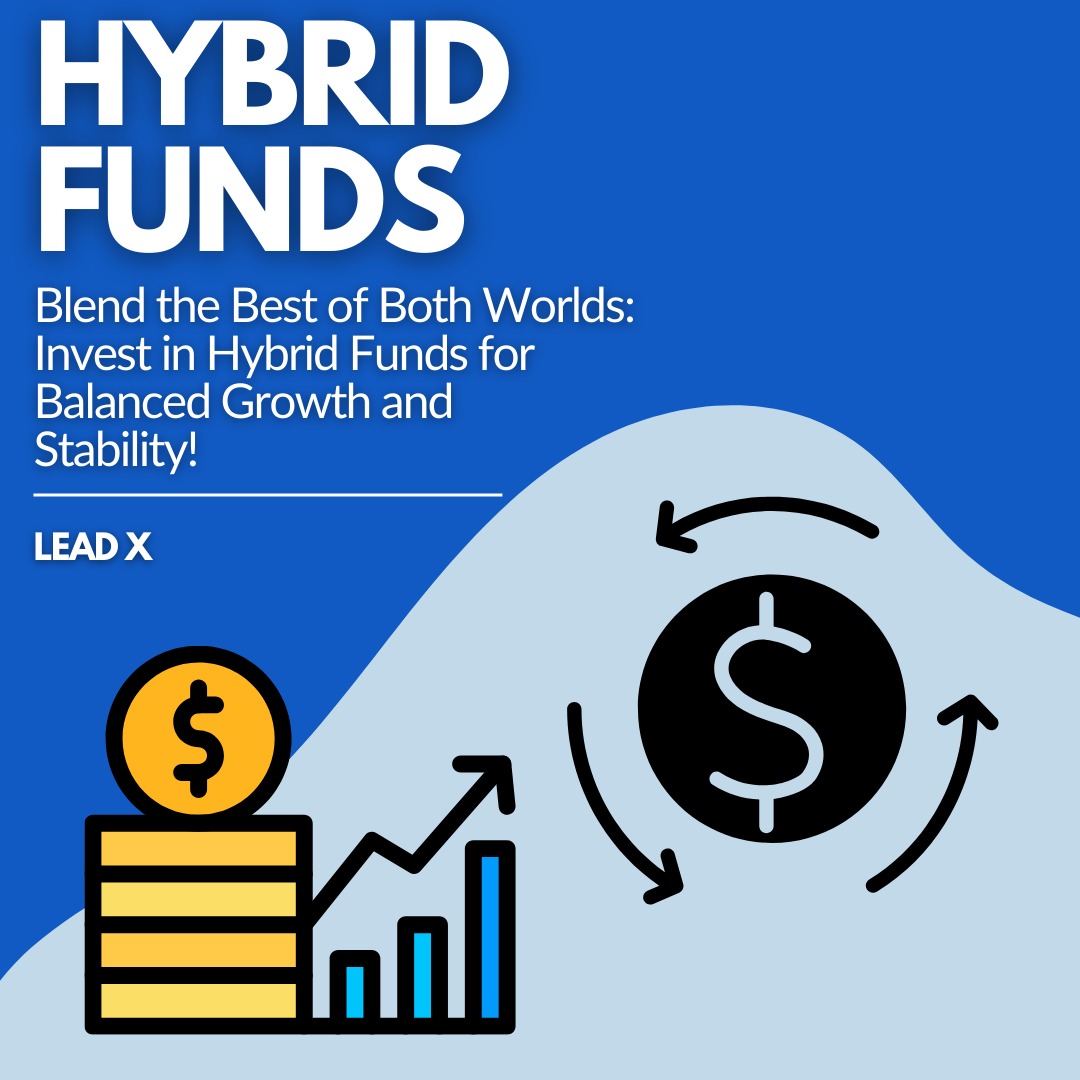 HYBRID
FUNDS
Blend the Best of Both Worlds:
Invest in Hybrid Funds for
Balanced Growth and
Stability!
LEAD X
$
$